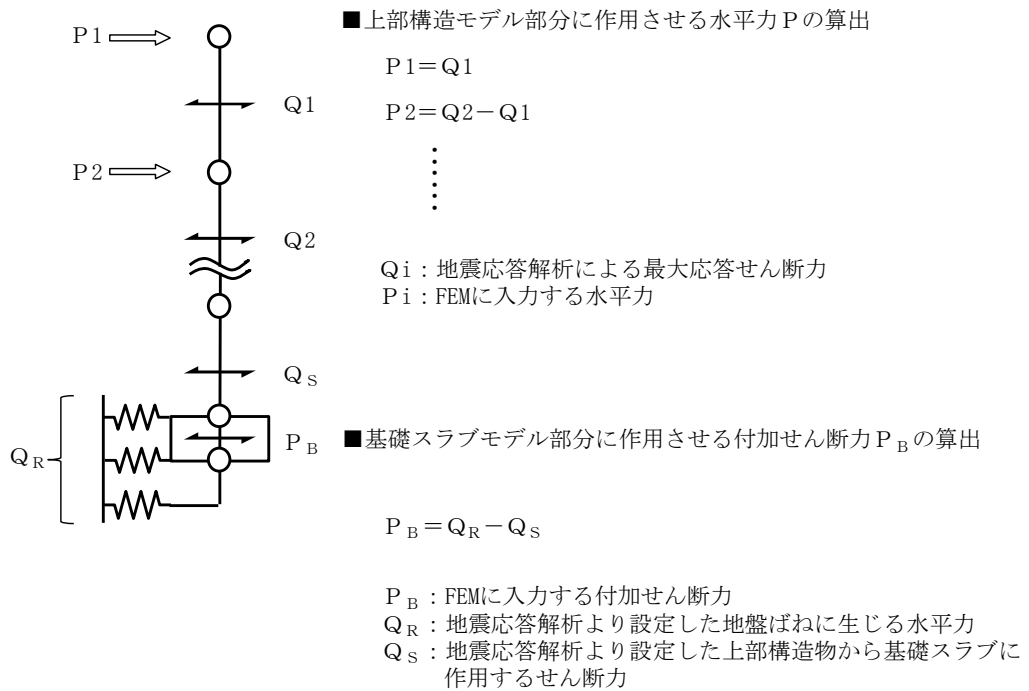 ■上部構造モデル部分に作用させる水平力Pの算出
P1
P1=Q1
Q1
P2=Q2-Q1
P2
Q2
Qi:地震応答解析による最大応答せん断力
Pi:FEMに入力する水平力
QS
QR
PB
■基礎スラブモデル部分に作用させる付加せん断力PBの算出
PB=QR-QS
PB:FEMに入力する付加せん断力
QR:地震応答解析より設定した地盤ばねに生じる水平力
QS:地震応答解析より設定した上部構造物から基礎スラブに
作用するせん断力